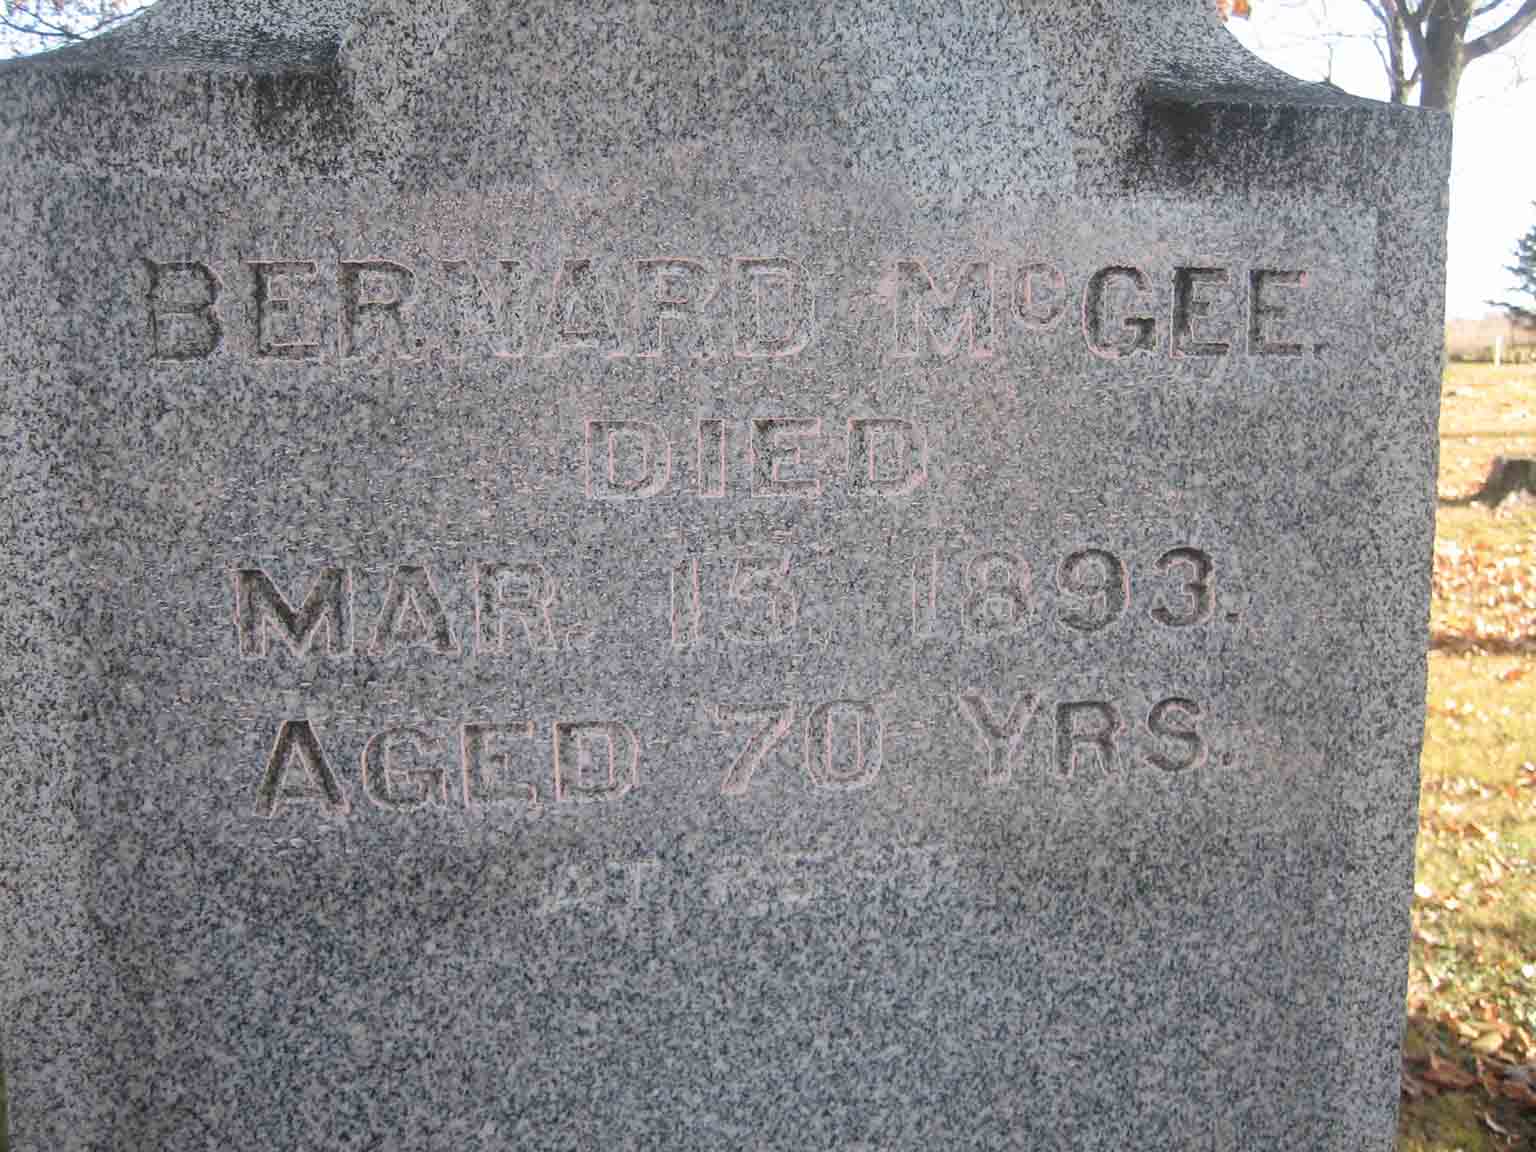 BERNARD McGEE
DIED
MAR. 15, 1893.
AGED 70 YRS.